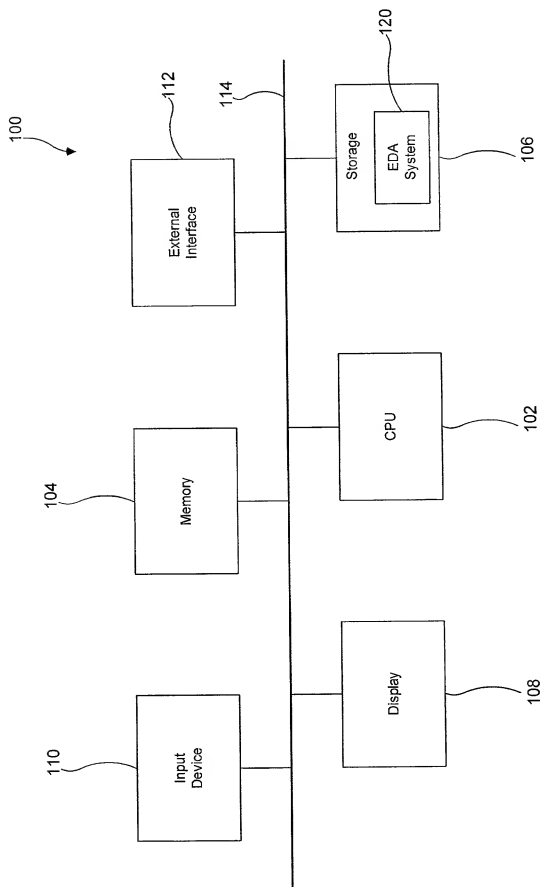 100
110
104
112
Input
Device
Memory
External
Interface
114
Display
CPU
Storage
EDA
System
120
108
102
106